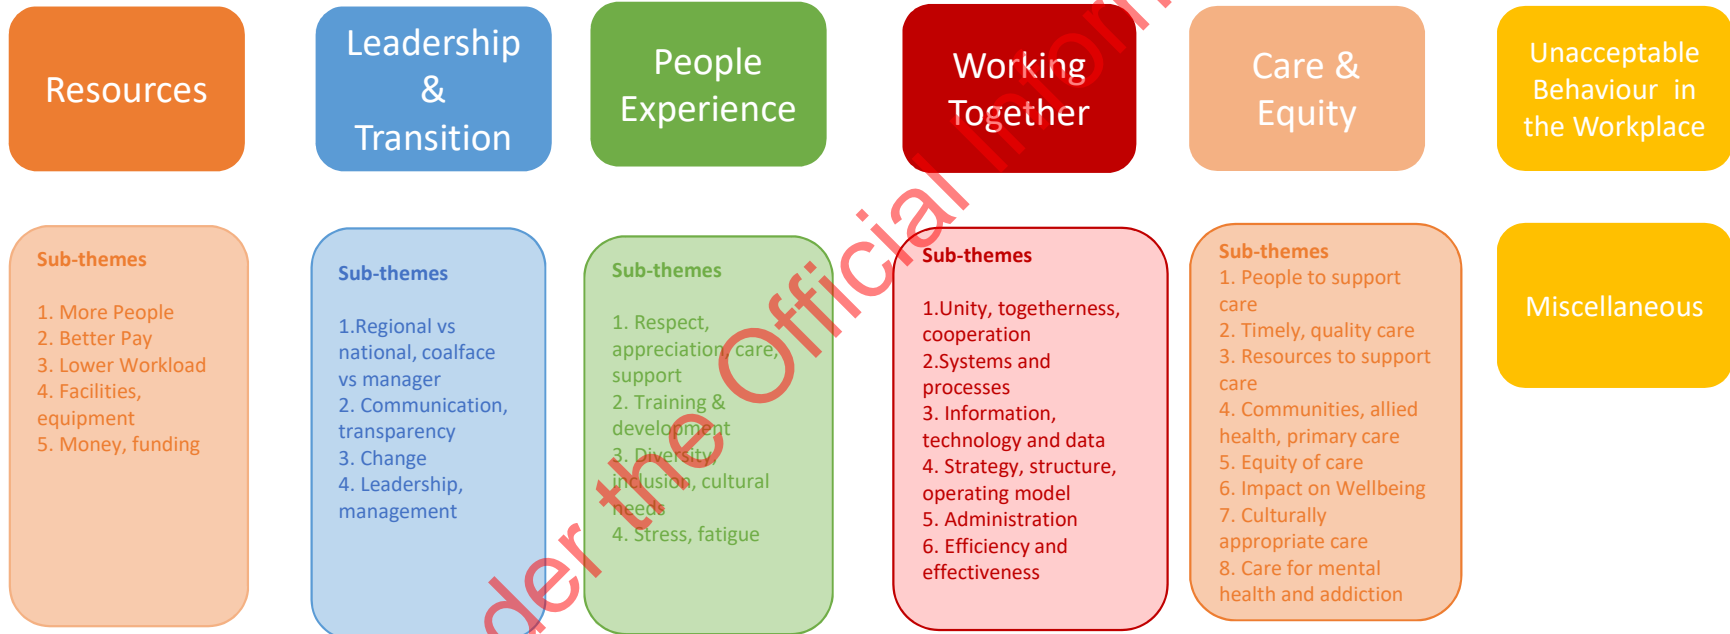 Resources
Leadership
&
Transition
People
Experience
Working
Together
Care &
Equity
Unacceptable
Behaviour in
the Workplace
Sub-themes
1. More People
2. Better Pay
3. Lower Workload
4. Facilities,
equipment
5. Money, funding
Sub-themes
1.Regional vs
national, coalface
vs manager
2. Communication,
transparency
3. Change
4. Leadership,
management
Sub-themes
1. Respect,
appreciation, care,
support
2. Training &
development
3. Diversity,
inclusion, cultural
needs
4. Stress, fatigue
Sub-themes
1.Unity, togetherness,
cooperation
2.Systems and
processes
3. Information,
technology and data
4. Strategy, structure,
operating model
5. Administration
6. Efficiency and
effectiveness
Sub-themes
1. People to support
care
2. Timely, quality care
3. Resources to support
care
4. Communities, allied
health, primary care
5. Equity of care
6. Impact on Wellbeing
7. Culturally
appropriate care
8. Care for mental
health and addiction
Miscellaneous
the Official